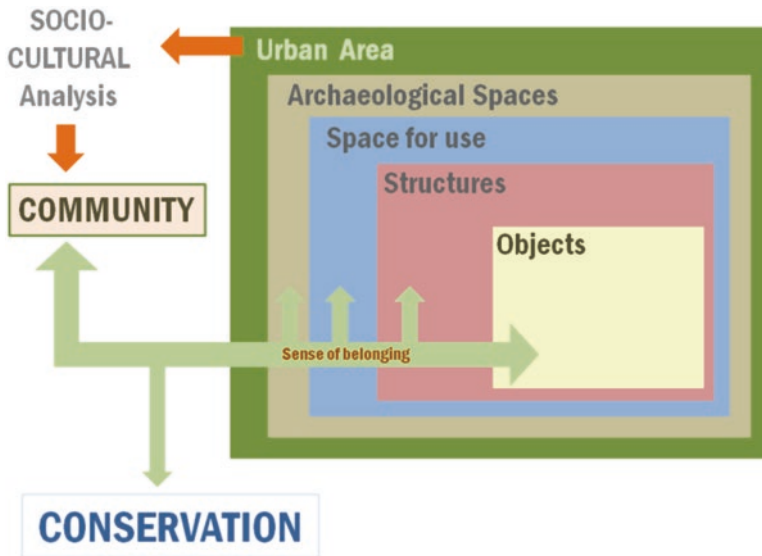 SOCIO-
CULTURAL
Analysis
COMMUNITY
Urban Area
Archaeological Spaces
Space for use
Structures
Objects
Sense of belonging
CONSERVATION